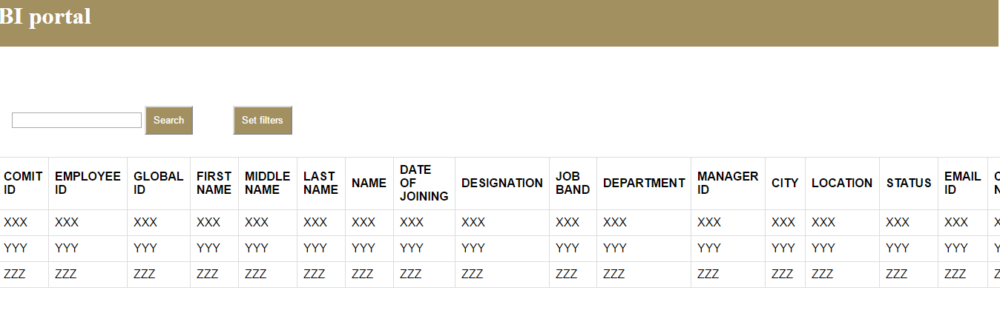 BI portal
Search Set filters
COMIT ID EMPLOYEE ID GLOBAL ID FIRST NAME MIDDLE NAME LAST NAME NAME DATE OF JOINING DESIGNATION JOB BAND DEPARTMENT MANAGER ID CITY LOCATION STATUS EMAIL ID
XXX XXX XXX XXX XXX XXX XXX XXX XXX XXX XXX XXX XXX XXX XXX XXX X
YYY YYY YYY YYY YYY YYY YYY YYY YYY YYY YYY YYY YYY YYY YYY YYY Y
ZZZ ZZZ ZZZ ZZZ ZZZ ZZZ ZZZ ZZZ ZZZ ZZZ ZZZ ZZZ ZZZ ZZZ ZZZ ZZZ Z